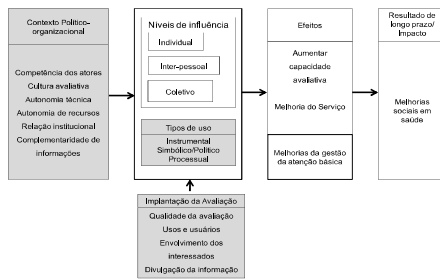 Contexto Político-
organizacional
Competência dos atores
Cultura avaliativa
Autonomia técnica
Autonomia de recursos
Relação institucional
Complementaridade de
informações
Níveis de influência
Individual
Inter-pessoal
Coletivo
Tipos de uso
Instrumental
Simbólico/Político
Processual
Implantação da Avaliação
Qualidade da avaliação
Usos e usuários
Envolvimento dos
interessados
Divulgação da informação
Efeitos
Aumentar
capacidade
avaliativa
Melhoria do Serviço
Melhorias da gestão
da atenção básica
Resultado de
longo prazo/
Impacto
Melhorias
sociais em
saúde